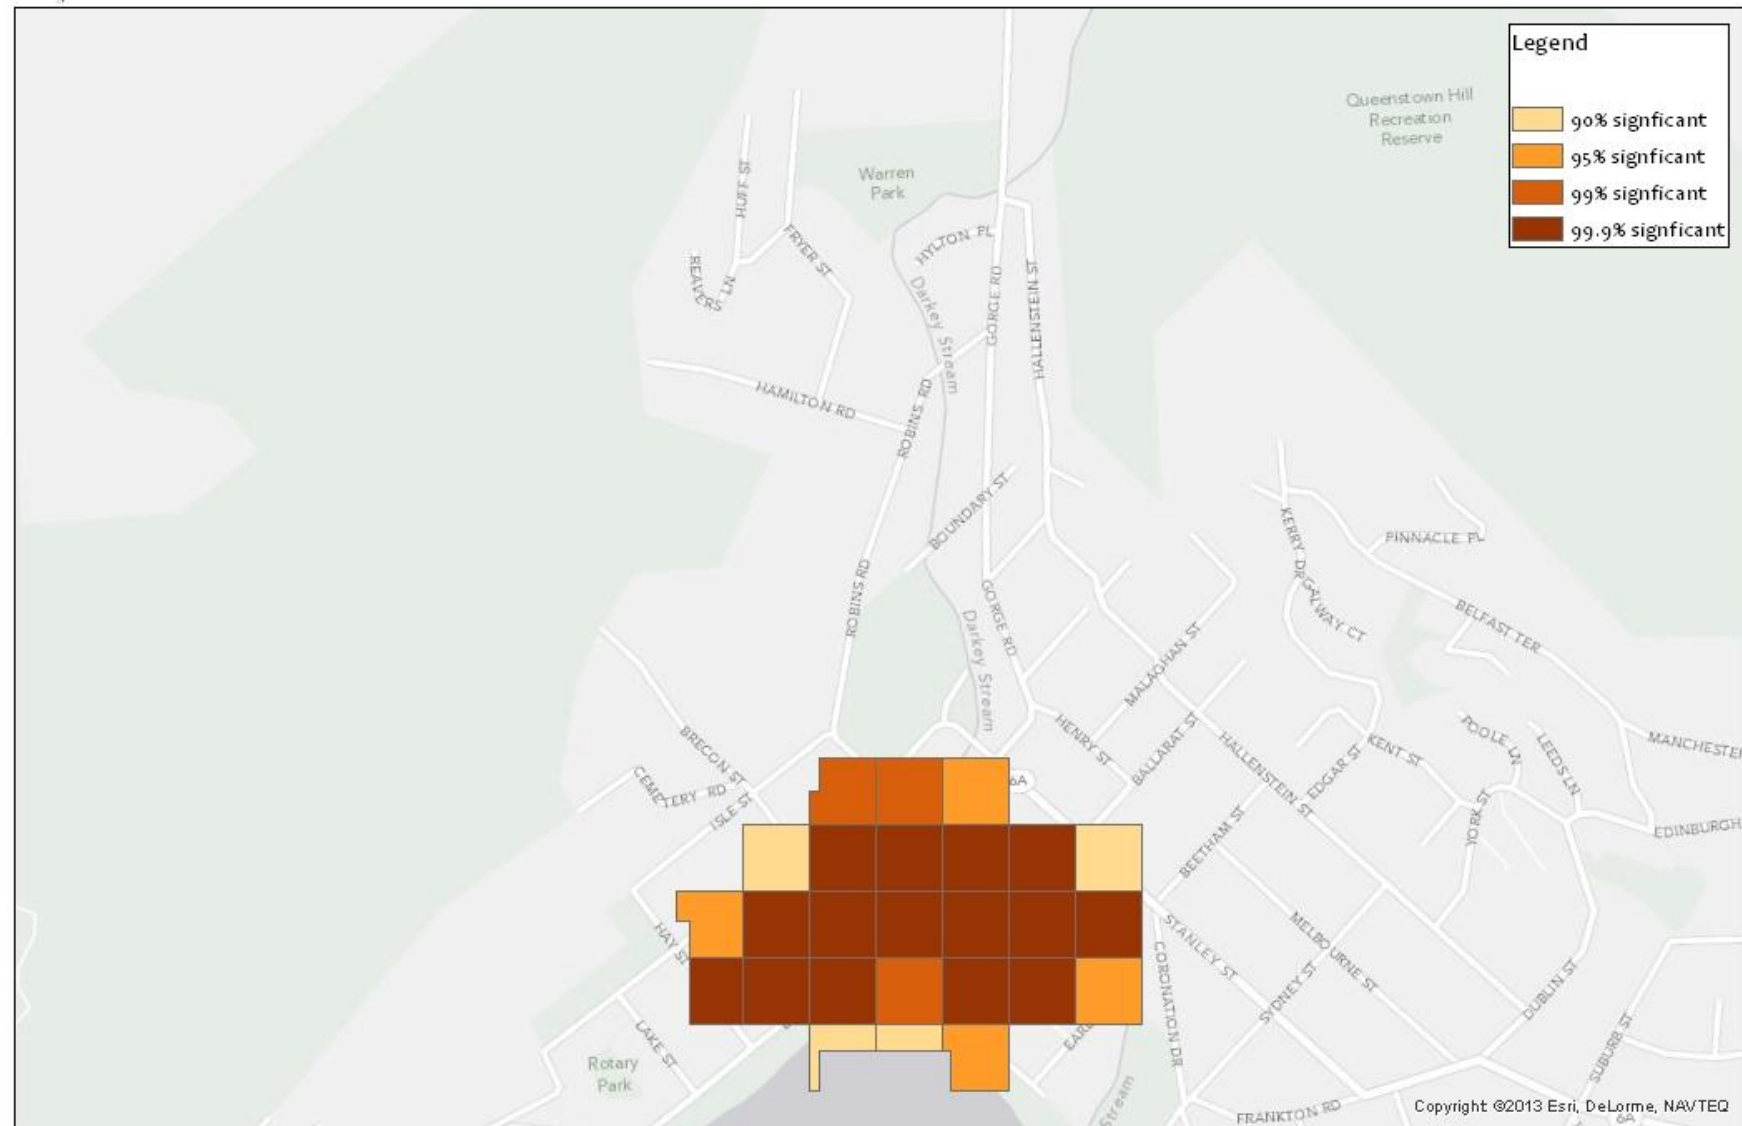 Legend
90% signficant
95% signficant
99% signficant
99.9% signficant
Queenstown Hill
Recreation
Reserve
Warren
Park
HUFF ST
FRYER ST
REAVERS LN
HYLTON PL
GORGE RD
HALLENSTEIN ST
Darkey Stream
HAMILTON RD
ROBINS RD
BOUNDARY ST
ROBINS RD
GORGE RD
Darkey Stream
KERRY DR
PINNACLE PL
GALWAY CT
BELFAST TER
MALAGHAN ST
HENRY ST
BALLARAT ST
HALLENSTEIN ST
EDGAR ST
KENT ST
POOLE LN
LEEDS LN
MANCHESTER
BRECON ST
CEMETERY RD
ISLE ST
6A
BEETHAM ST
YORK ST
EDINBURGH
HAY ST
STANLEY ST
MELBOURNE ST
CORONATION DR
SYDNEY ST
DUBLIN ST
LAKE ST
EARL
SUBURB ST
Rotary
Park
Stream
FRANKTON RD
6A
Copyright ©2013 Esri, DeLorme, NAVTEQ